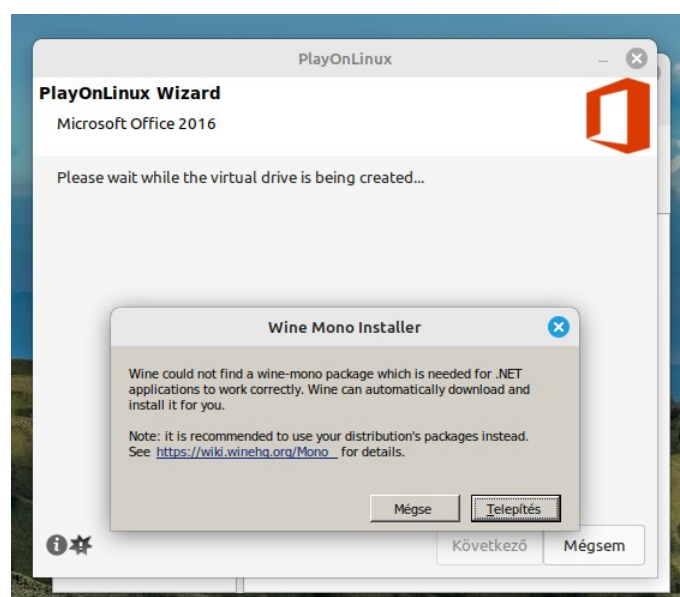 PlayOnLinux
PlayOnLinux Wizard
Microsoft Office 2016
Please wait while the virtual drive is being created...
Wine Mono Installer
Wine could not find a wine-mono package which is needed for .NET
applications to work correctly. Wine can automatically download and
install it for you.
Note: it is recommended to use your distribution's packages instead.
See https://wiki.winehq.org/Mono for details.
Mégse
Telepítés
Következő
Mégsem